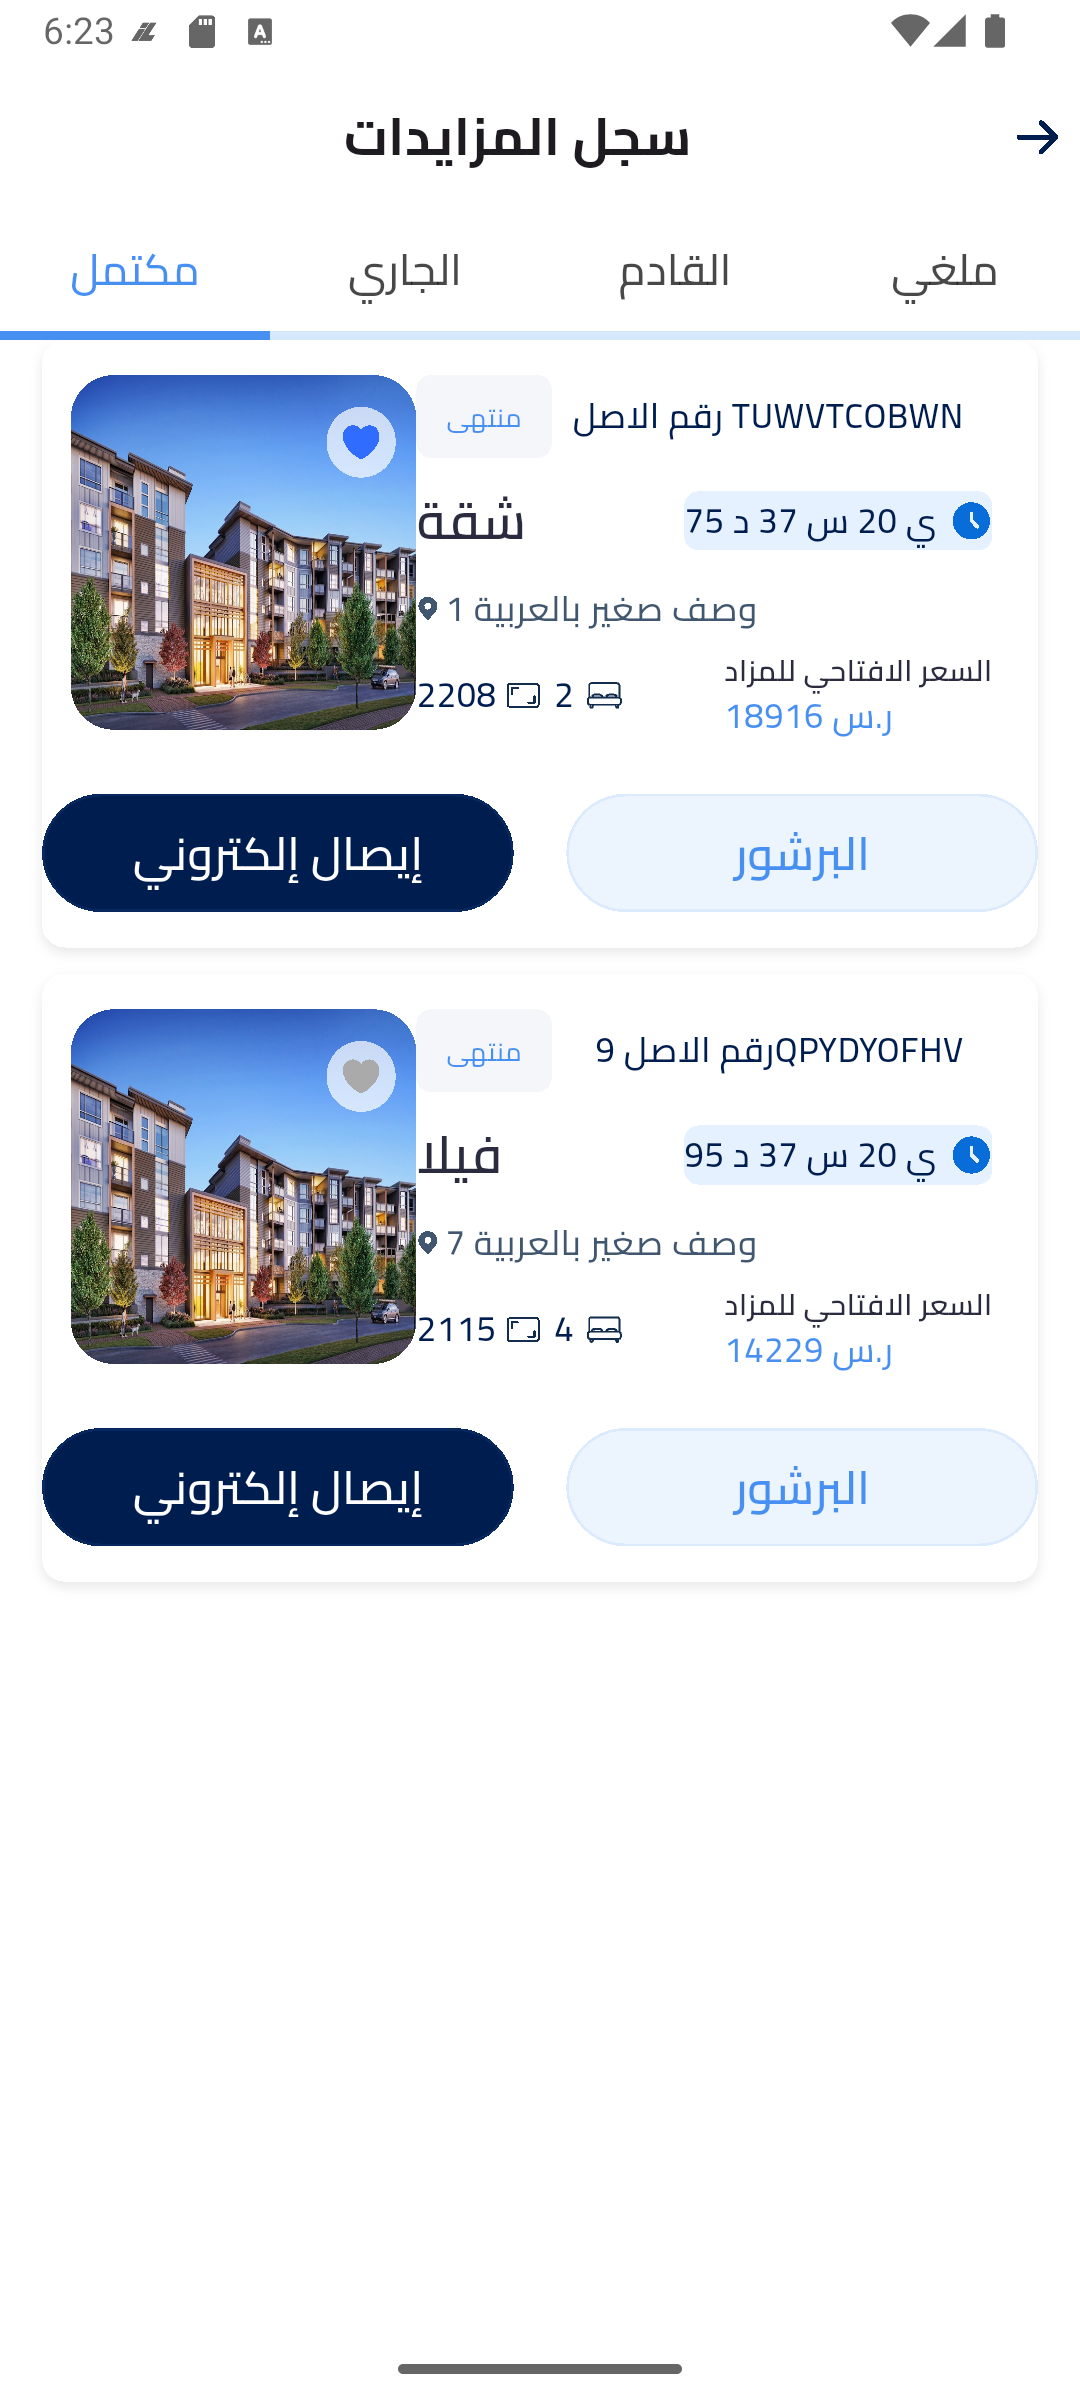 6:23
سجل المزايدات
ملغي
القادم
الجاري
مكتمل
TUWVTCOBWN رقم الاصل
منتهى
75 ي 20 س 37 د
شقة
وصف صغير بالعربية 1
السعر الافتتاحي للمزاد
18916 ر.س
2 2208
البرشور
إيصال إلكتروني
QPYDYOFHVرقم الاصل 9
منتهى
95 ي 20 س 37 د
فيلا
وصف صغير بالعربية 7
السعر الافتتاحي للمزاد
14229 ر.س
4 2115
البرشور
إيصال إلكتروني